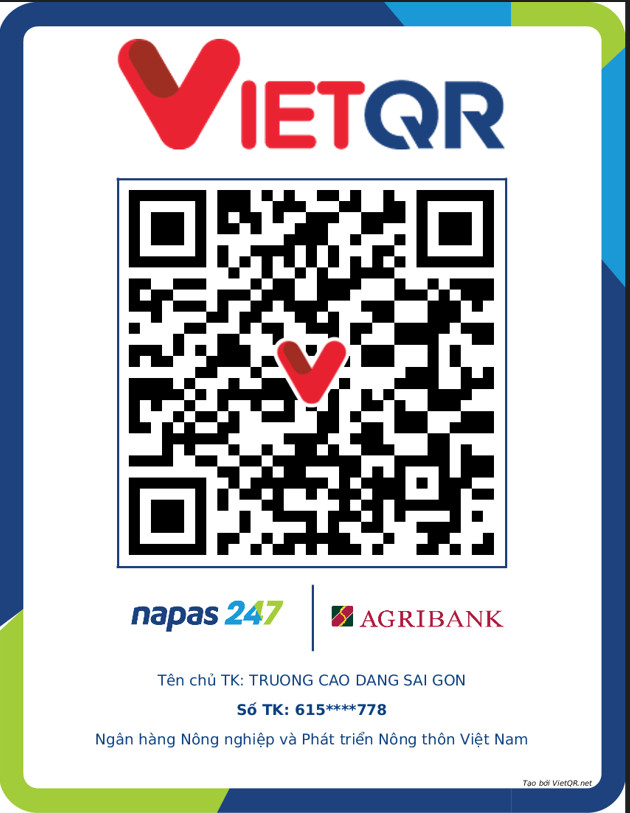 VIETQR
napas 247
AGRIBANK
Tên chủ TK: TRUONG CAO DANG SAI GON
Số TK: 615****778
Ngân hàng Nông nghiệp và Phát triển Nông thôn Việt Nam
Tạo bởi VietQR.net